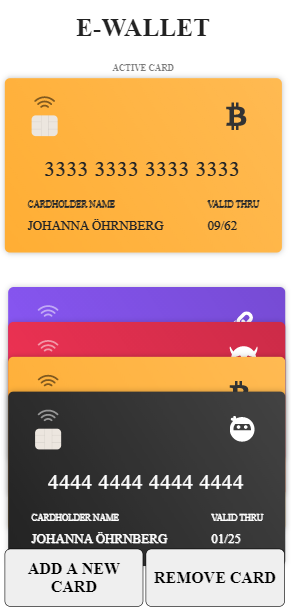 E-WALLET
ACTIVE CARD
3333 3333 3333 3333
CARDHOLDER NAME VALID THRU
JOHANNA ÖHRNBERG 09/62
4444 4444 4444 4444
CARDHOLDER NAME VALID THRU
JOHANNA ÖHRNBERG 01/25
ADD A NEW
CARD
REMOVE CARD